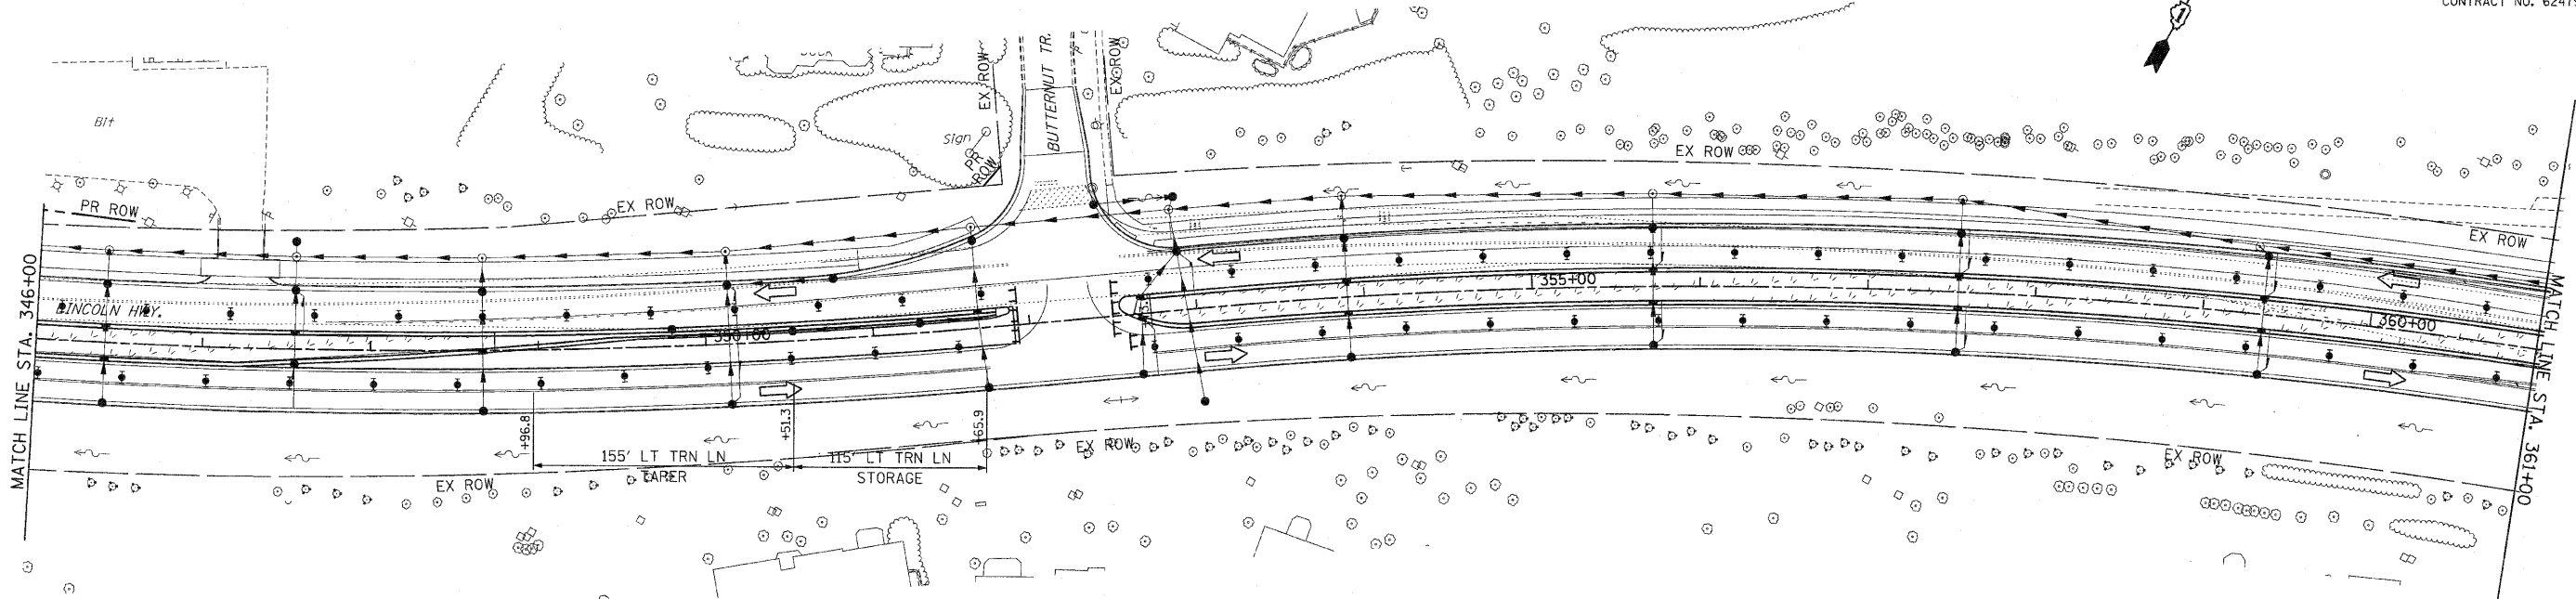 CONTRACT NO. 6247
1
Bit
Sign
EX ROW
PR
ROW
BUTTERNUT TR.
EX ROW
EX ROW
PR ROW
EX ROW
EX ROW
MATCH LINE STA. 346+00
LINCOLN HWY.
350+00
355+00
360+00
MATCH LINE STA. 361+00
+96.8
+51.3
+65.9
155' LT TRN LN
TAPER
115' LT TRN LN
STORAGE
EX ROW
EX ROW
EX ROW